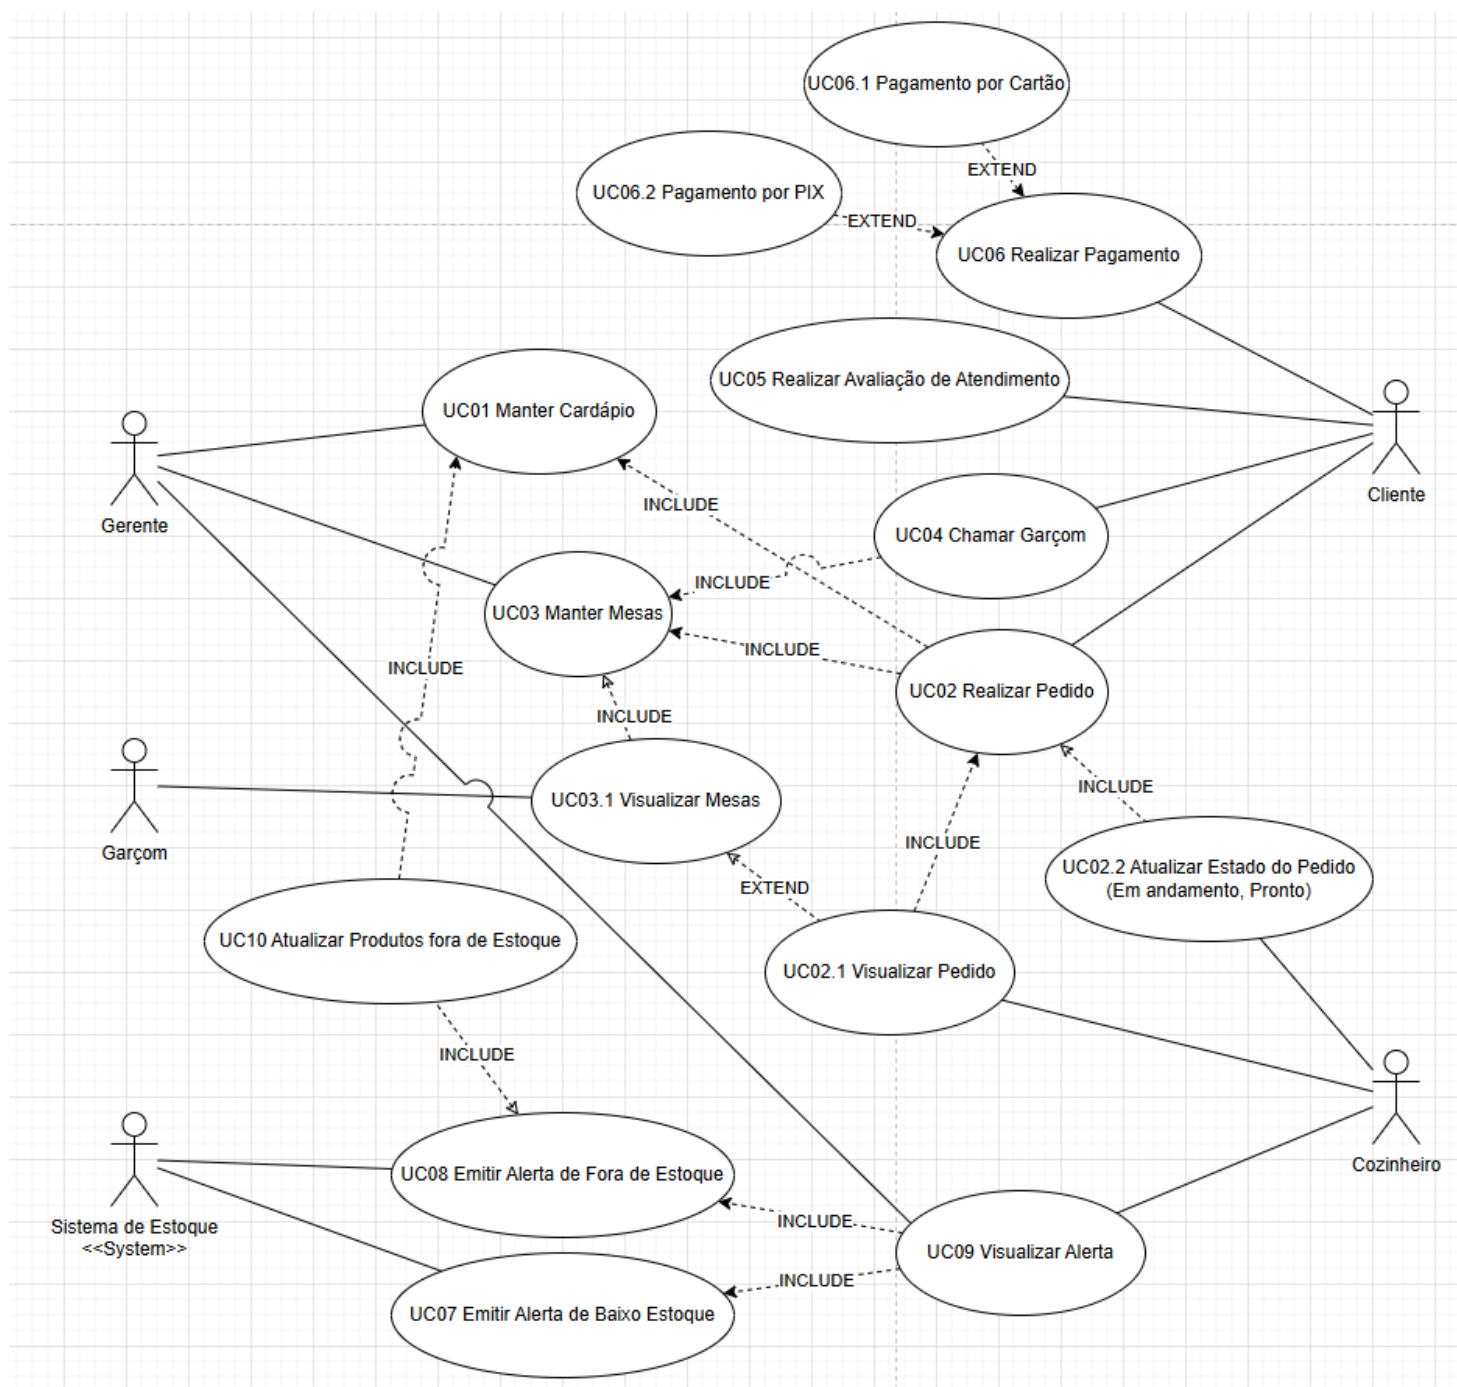 UC06.1 Pagamento por Cartão
EXTEND
UC06.2 Pagamento por PIX
EXTEND
UC06 Realizar Pagamento
UC05 Realizar Avaliação de Atendimento
UC01 Manter Cardápio
Cliente
Gerente
INCLUDE
UC04 Chamar Garçom
INCLUDE
UC03 Manter Mesas
INCLUDE
INCLUDE
UC02 Realizar Pedido
INCLUDE
INCLUDE
UC03.1 Visualizar Mesas
Garçom
INCLUDE
UC02.2 Atualizar Estado do Pedido
(Em andamento, Pronto)
EXTEND
UC10 Atualizar Produtos fora de Estoque
UC02.1 Visualizar Pedido
INCLUDE
Cozinheiro
UC08 Emitir Alerta de Fora de Estoque
Sistema de Estoque
<<System>>
INCLUDE
UC09 Visualizar Alerta
INCLUDE
UC07 Emitir Alerta de Baixo Estoque